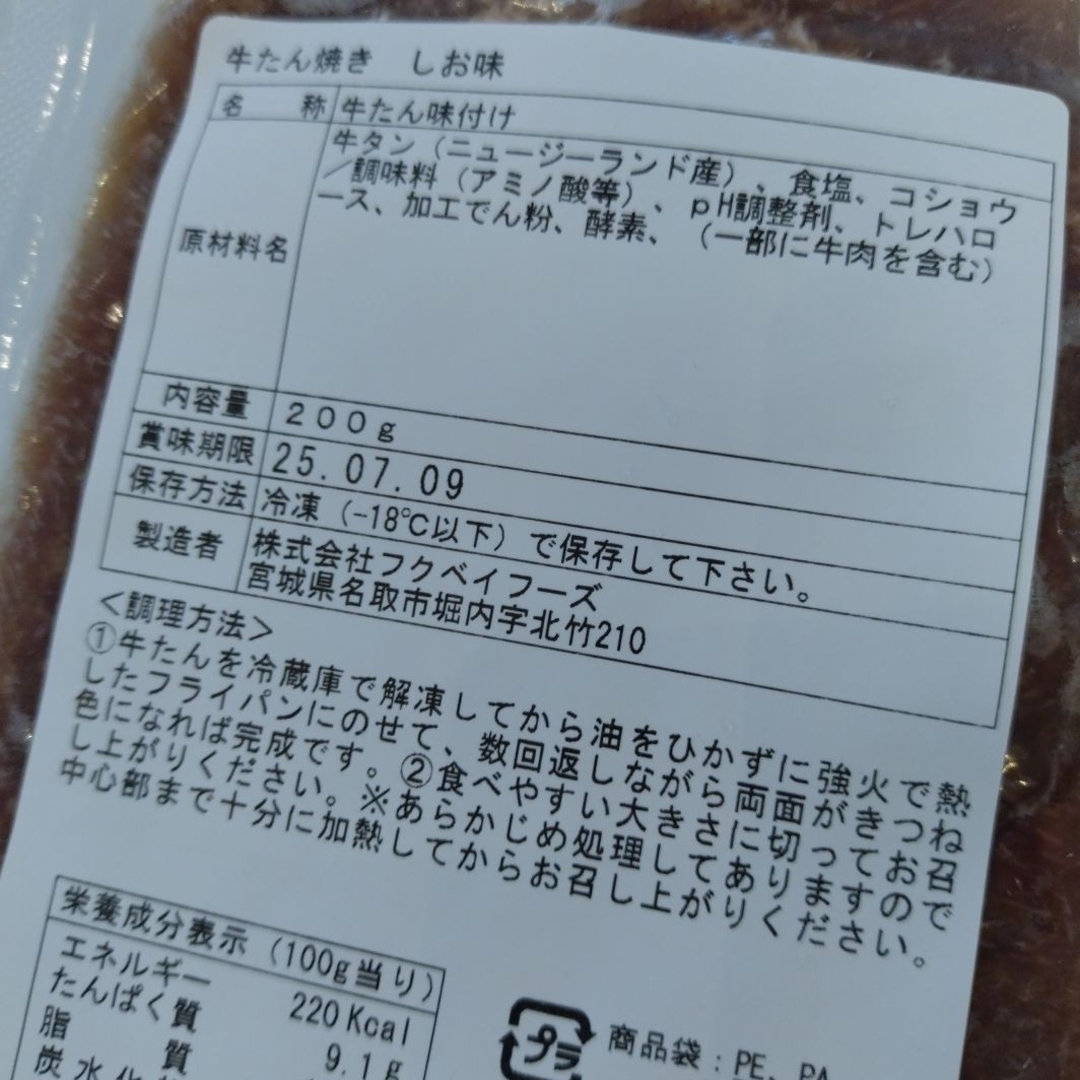 牛たん焼き しお味
名 称 牛たん味付け
原材料名 牛タン(ニュージーランド産)、食塩、コショウ
/調味料(アミノ酸等)、pH調整剤、トレハロ
ース、加工でん粉、酵素、(一部に牛肉を含む)
内容量 200g
賞味期限 25.07.09
保存方法 冷凍(-18℃以下)で保存して下さい。
製造者 株式会社フクベイフーズ
宮城県名取市堀内字北竹210
<調理方法>
①牛たんを冷蔵庫で解凍してから油をひかずに強火で熱
したフライパンにのせて、数回返しながら両面がきつね
色になれば完成です。②食べやすい大きさに切ってお召
し上がりください。※あらかじめ処理してありますので
中心部まで十分に加熱してからお召し上がりください。
栄養成分表示(100g当り)
エネルギー 220Kcal
たんぱく質 9.1g
脂 質
炭水化
プラ
商品袋:PE、PA